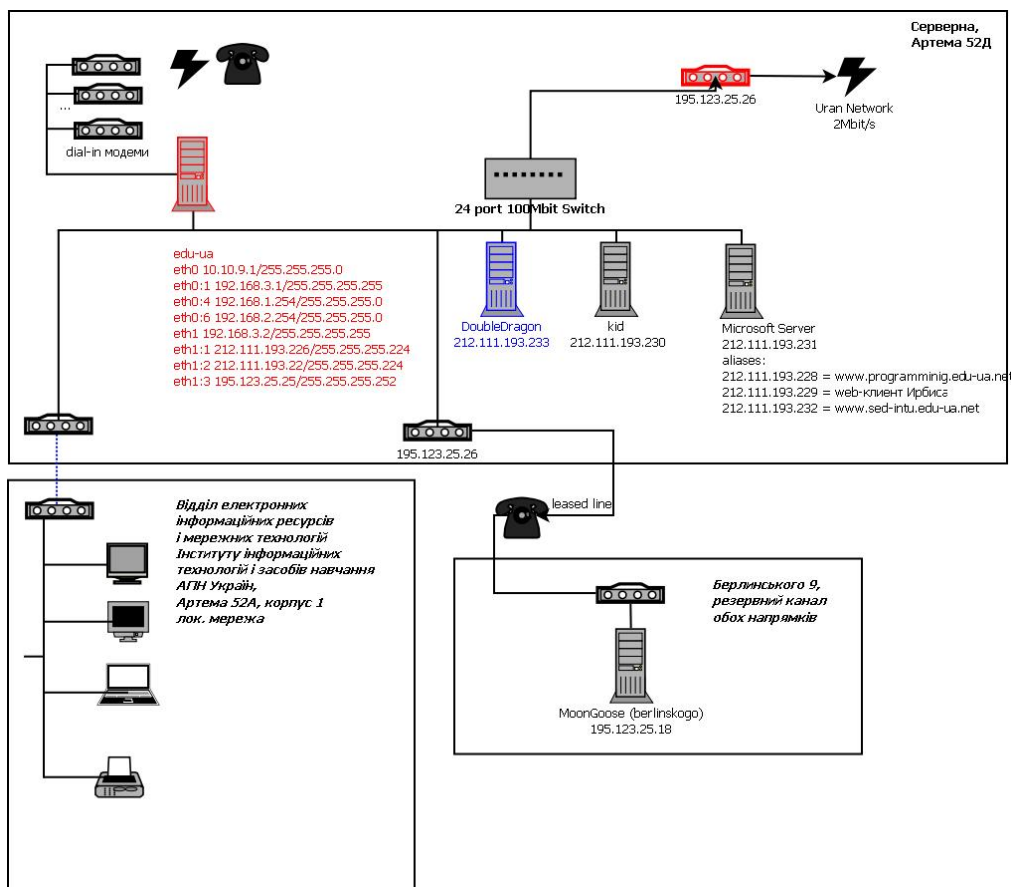 Серверна,
Артема 52Д
195.123.25.26
Uran Network
2Mbit/s
...
dial-in модеми
24 port 100Mbit Switch
edu-ua
eth0 10.10.9.1/255.255.255.0
eth0:1 192.168.3.1/255.255.255.255
eth0:4 192.168.1.254/255.255.255.0
eth0:6 192.168.2.254/255.255.255.0
eth1 192.168.3.2/255.255.255.255
eth1:1 212.111.193.226/255.255.255.224
eth1:2 212.111.193.22/255.255.255.224
eth1:3 195.123.25.25/255.255.255.252
DoubleDragon
212.111.193.233
kid
212.111.193.230
Microsoft Server
212.111.193.231
aliases:
212.111.193.228 = www.programminig.edu-ua.net
212.111.193.229 = web-клиент Ирбиса
212.111.193.232 = www.sed-intu.edu-ua.net
195.123.25.26
leased line
Відділ електронних
інформаційних ресурсів
і мережних технологій
Інституту інформаційних
технологій і засобів навчання
АПН Україн,
Артема 52А, корпус 1
лок. мережа
Берлинського 9,
резервний канал
обох напрямків
MoonGoose (berlinskogo)
195.123.25.18